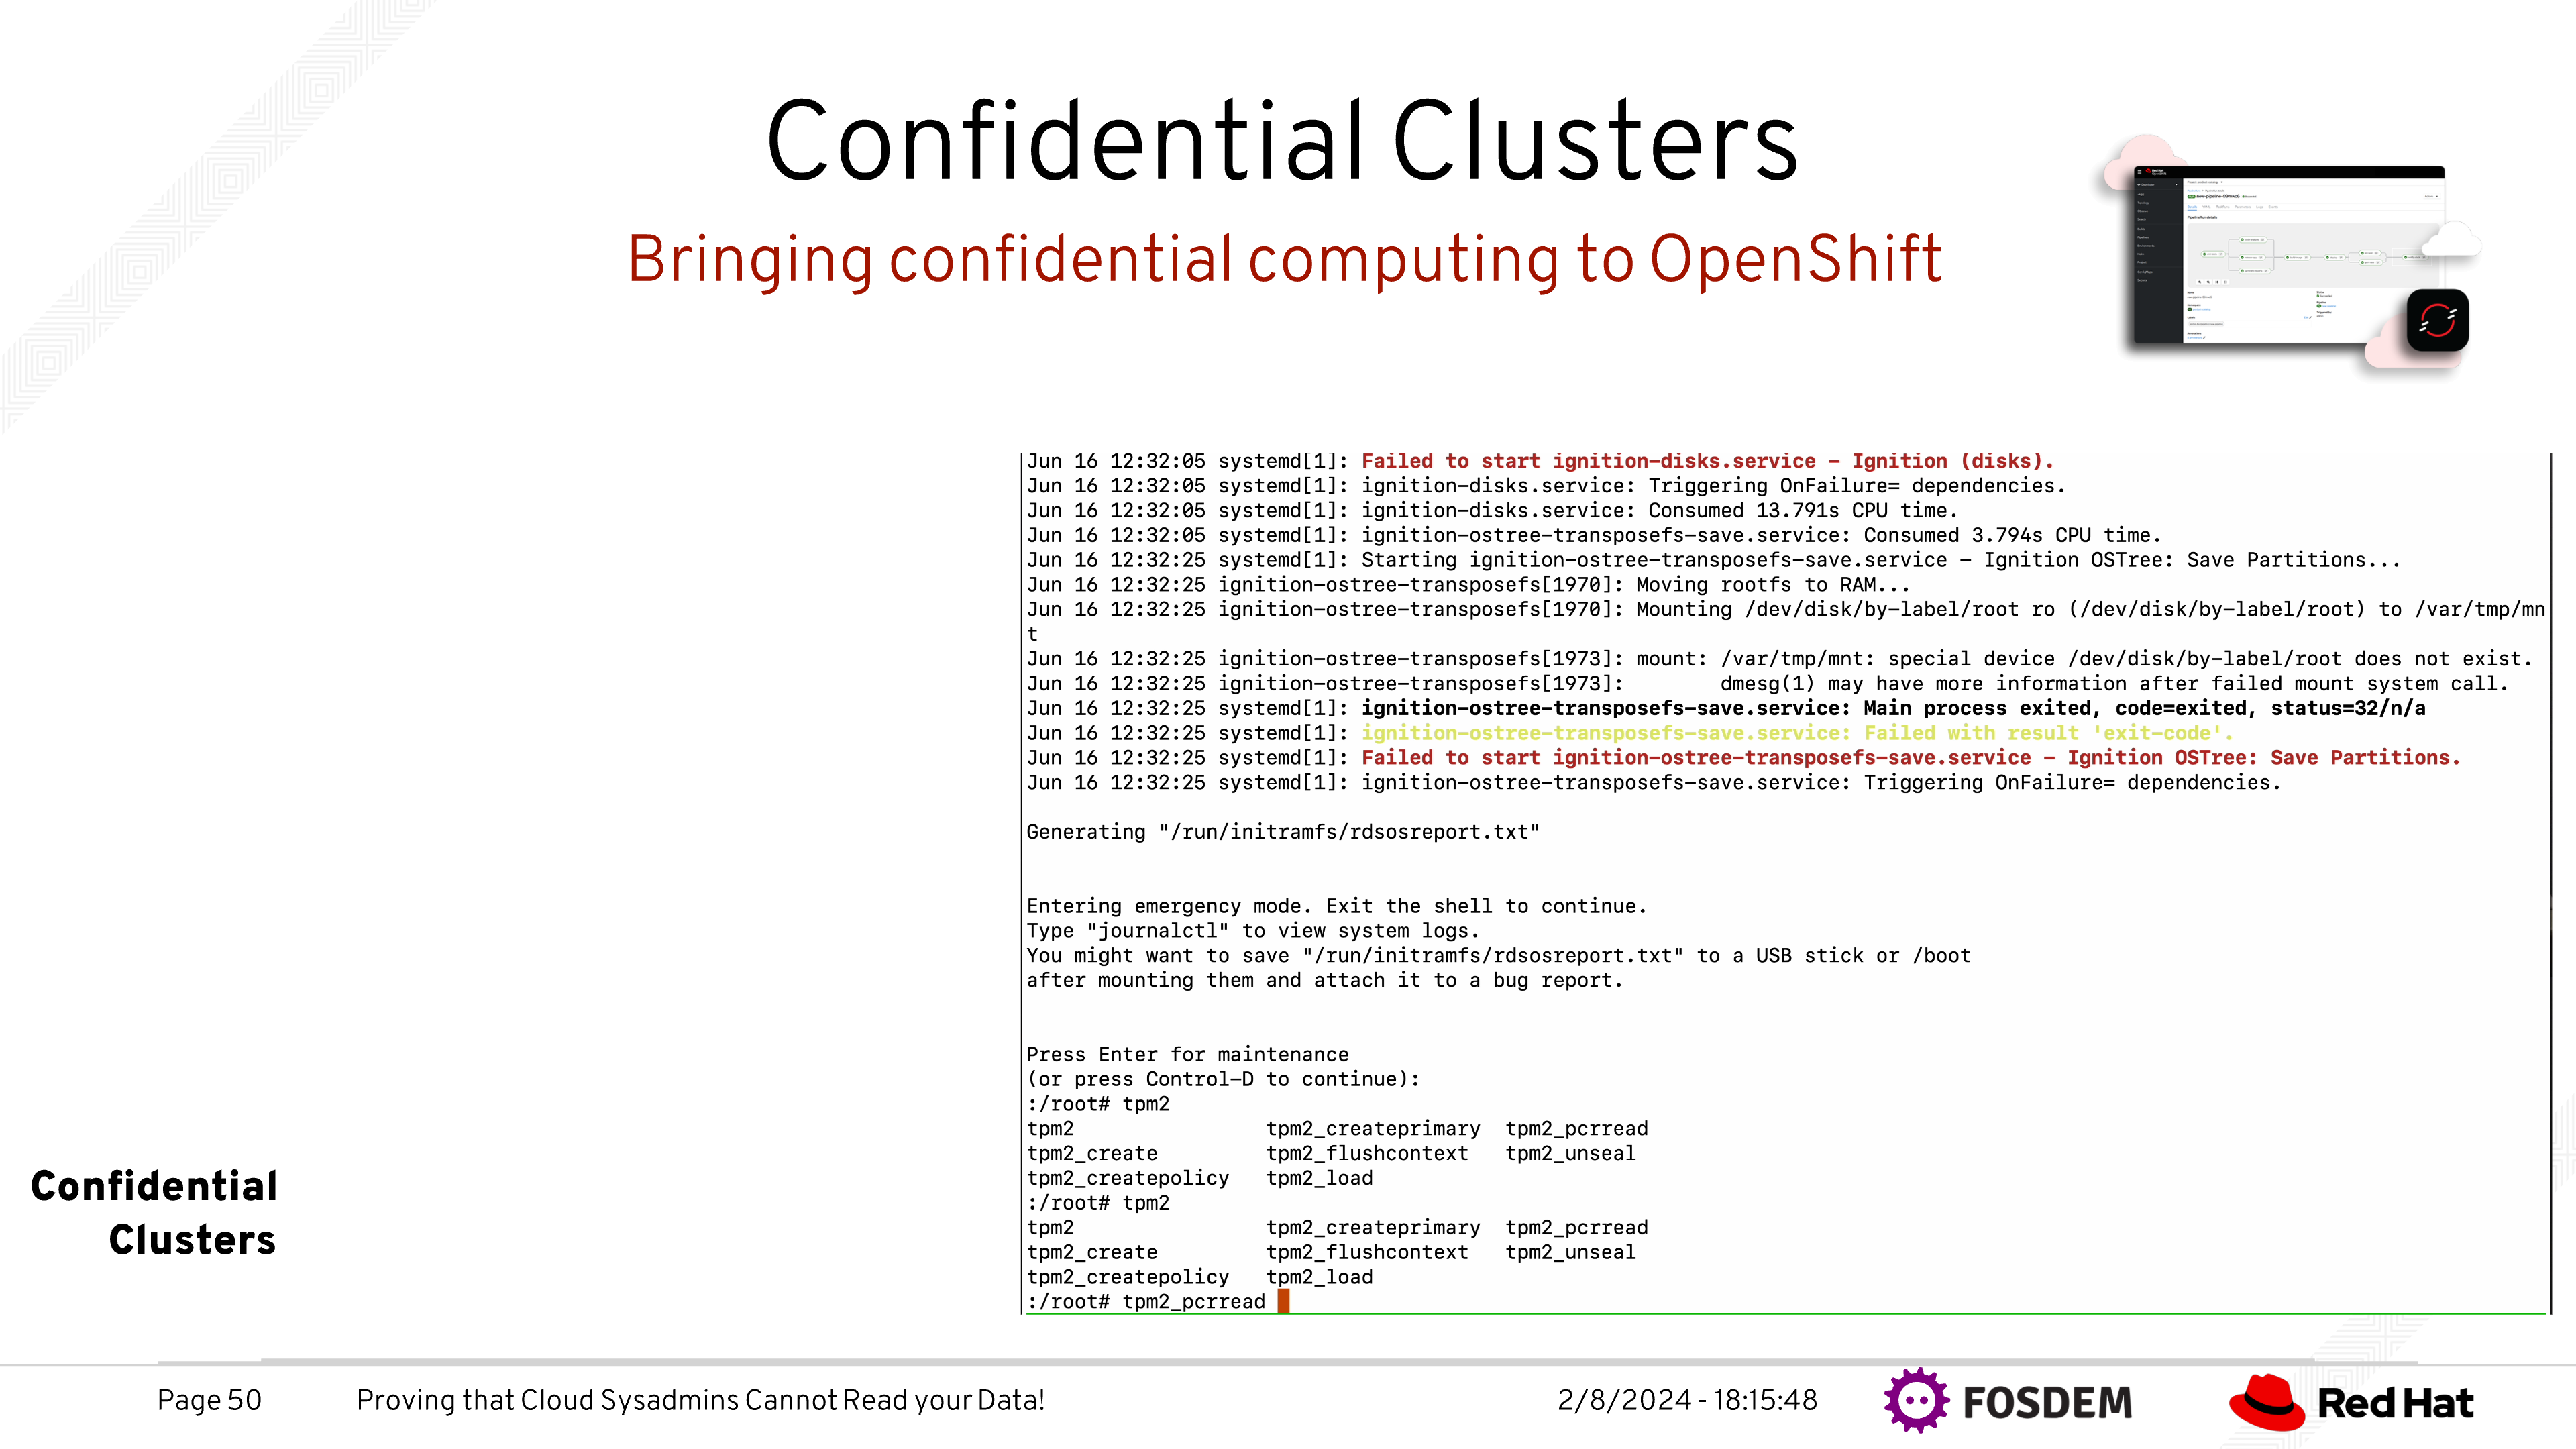 Confidential Clusters
Bringing confidential computing to OpenShift
Jun 16 12:32:05 systemd[1]: Failed to start ignition-disks.service - Ignition (disks).
Jun 16 12:32:05 systemd[1]: ignition-disks.service: Triggering OnFailure= dependencies.
Jun 16 12:32:05 systemd[1]: ignition-disks.service: Consumed 13.791s CPU time.
Jun 16 12:32:05 systemd[1]: ignition-ostree-transposefs-save.service: Consumed 3.794s CPU time.
Jun 16 12:32:25 systemd[1]: Starting ignition-ostree-transposefs-save.service - Ignition OSTree: Save Partitions...
Jun 16 12:32:25 ignition-ostree-transposefs[1970]: Moving rootfs to RAM...
Jun 16 12:32:25 ignition-ostree-transposefs[1970]: Mounting /dev/disk/by-label/root ro (/dev/disk/by-label/root) to /var/tmp/mn
t
Jun 16 12:32:25 ignition-ostree-transposefs[1973]: mount: /var/tmp/mnt: special device /dev/disk/by-label/root does not exist.
Jun 16 12:32:25 ignition-ostree-transposefs[1973]:        dmesg(1) may have more information after failed mount system call.
Jun 16 12:32:25 systemd[1]: ignition-ostree-transposefs-save.service: Main process exited, code=exited, status=32/n/a
Jun 16 12:32:25 systemd[1]: ignition-ostree-transposefs-save.service: Failed with result 'exit-code'.
Jun 16 12:32:25 systemd[1]: Failed to start ignition-ostree-transposefs-save.service - Ignition OSTree: Save Partitions.
Jun 16 12:32:25 systemd[1]: ignition-ostree-transposefs-save.service: Triggering OnFailure= dependencies.
Generating "/run/initramfs/rdsosreport.txt"
Entering emergency mode. Exit the shell to continue.
Type "journalctl" to view system logs.
You might want to save "/run/initramfs/rdsosreport.txt" to a USB stick or /boot
after mounting them and attach it to a bug report.
Press Enter for maintenance
(or press Control-D to continue):
:/root# tpm2
tpm2                tpm2_createprimary  tpm2_pcrread
tpm2_create         tpm2_flushcontext   tpm2_unseal
tpm2_createpolicy   tpm2_load
:/root# tpm2
tpm2                tpm2_createprimary  tpm2_pcrread
tpm2_create         tpm2_flushcontext   tpm2_unseal
tpm2_createpolicy   tpm2_load
:/root# tpm2_pcrread
Confidential
Clusters
Page 50
Proving that Cloud Sysadmins Cannot Read your Data!
2/8/2024 - 18:15:48
FOSDEM
Red Hat